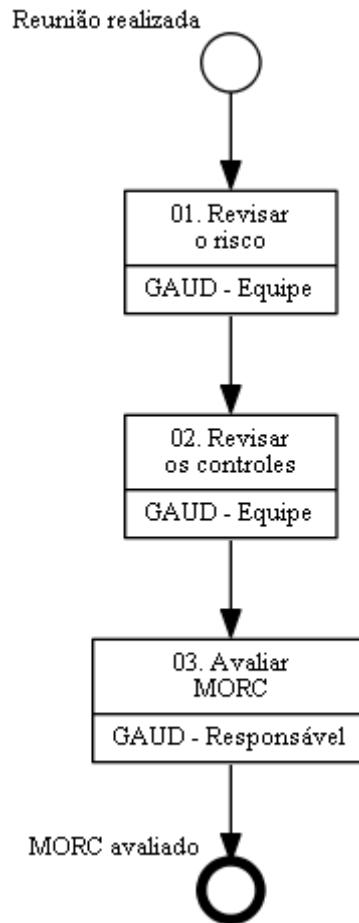 Reunião realizada
01. Revisar
o risco
GAUD - Equipe
02. Revisar
os controles
GAUD - Equipe
03. Avaliar
MORC
GAUD - Responsável
MORC avaliado